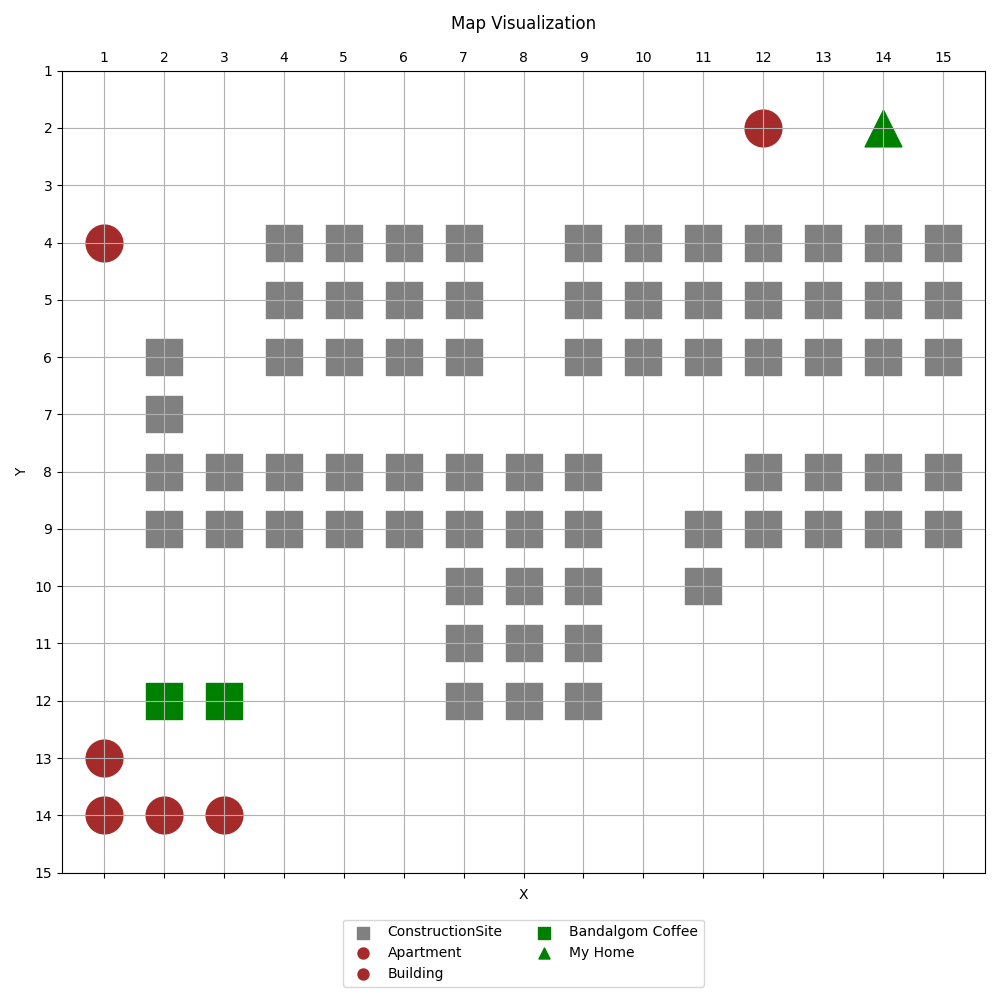 Map Visualization
1 2 3 4 5 6 7 8 9 10 11 12 13 14 15
1
2
3
4
5
6
7
8
9
10
11
12
13
14
15
Y
X
ConstructionSite
Apartment
Building
Bandalgom Coffee
My Home